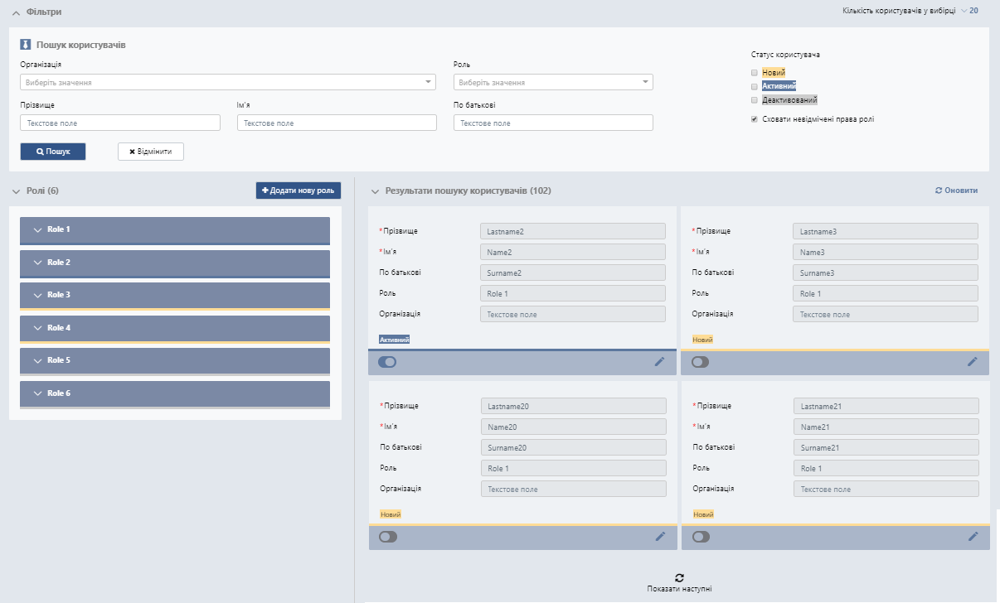 Фільтри
Кількість користувачів у вибірці 20
Пошук користувачів
Організація
Роль
Статус користувача
Виберіть значення
Виберіть значення
Новий
Активний
Деактивований
Прізвище
Ім'я
По батькові
Текстове поле
Текстове поле
Текстове поле
Сховати невідмічені права ролі
Пошук
Відмінити
Ролі (6)
Додати нову роль
Role 1
Role 2
Role 3
Role 4
Role 5
Role 6
Результати пошуку користувачів (102)
Оновити
*Прізвище Lastname2
*Ім'я Name2
По батькові Surname2
Роль Role 1
Організація Текстове поле
Активний
*Прізвище Lastname3
*Ім'я Name3
По батькові Surname3
Роль Role 1
Організація Текстове поле
Новий
*Прізвище Lastname20
*Ім'я Name20
По батькові Surname20
Роль Role 1
Організація Текстове поле
Новий
*Прізвище Lastname21
*Ім'я Name21
По батькові Surname21
Роль Role 1
Організація Текстове поле
Новий
Показати наступні